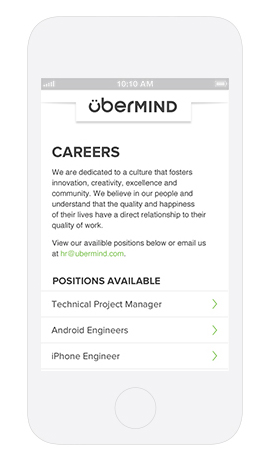 10:10 AM
übermind
CAREERS
We are dedicated to a culture that fosters
innovation, creativity, excellence and
community. We believe in our people and
understand that the quality and happiness
of their lives have a direct relationship to their
quality of work.
View our availible positions below or email us
at hr@ubermind.com.
POSITIONS AVAILABLE
Technical Project Manager
Android Engineers
iPhone Engineer